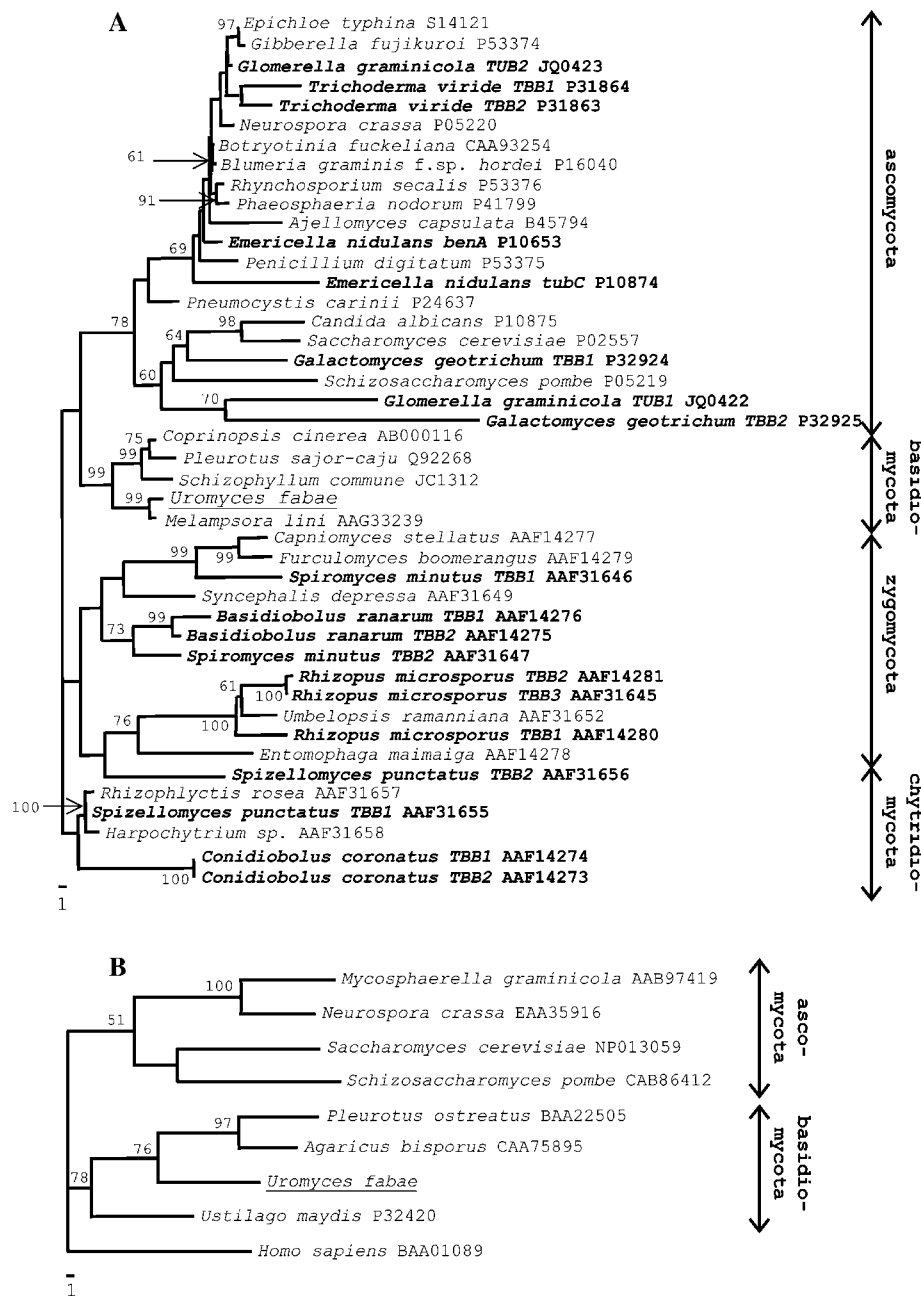 A
97 Epichloe typhina S14121
Gibberella fujikuroi P53374
Glomerella graminicola TUB2 JQ0423
Trichoderma viride TBB1 P31864
Trichoderma viride TBB2 P31863
Neurospora crassa P05220
Botryotinia fuckeliana CAA93254
61
Blumeria graminis f.sp. hordei P16040
Rhynchosporium secalis P53376
91
Phaeosphaeria nodorum P41799
Ajellomyces capsulata B45794
Emericella nidulans benA P10653
69
Penicillium digitatum P53375
Emericella nidulans tubC P10874
Pneumocystis carinii P24637
78
98 Candida albicans P10875
64 Saccharomyces cerevisiae P02557
Galactomyces geotrichum TBB1 P32924
60 Schizosaccharomyces pombe P05219
70 Glomerella graminicola TUB1 JQ0422
Galactomyces geotrichum TBB2 P32925
ascomycota
75 Coprinopsis cinerea AB000116
99 Pleurotus sajor-caju Q92268
99 Schizophyllum commune JC1312
99 Uromyces fabae
Melampsora lini AAG33239
basidio-
mycota
Capniomyces stellatus AAF14277
99 99 Furculomyces boomerangus AAF14279
Spiromyces minutus TBB1 AAF31646
Syncephalis depressa AAF31649
99 Basidiobolus ranarum TBB1 AAF14276
73 Basidiobolus ranarum TBB2 AAF14275
Spiromyces minutus TBB2 AAF31647
Rhizopus microsporus TBB2 AAF14281
61 100 Rhizopus microsporus TBB3 AAF31645
76 Umbelopsis ramanniana AAF31652
100 Rhizopus microsporus TBB1 AAF14280
Entomophaga maimaiga AAF14278
zygomycota
Spizellomyces punctatus TBB2 AAF31656
Rhizophlyctis rosea AAF31657
100 Spizellomyces punctatus TBB1 AAF31655
Harpochytrium sp. AAF31658
Conidiobolus coronatus TBB1 AAF14274
100 Conidiobolus coronatus TBB2 AAF14273
chytridio-
mycota
1
B
100 Mycosphaerella graminicola AAB97419
Neurospora crassa EAA35916
51
Saccharomyces cerevisiae NP013059
Schizosaccharomyces pombe CAB86412
asco-
mycota
97 Pleurotus ostreatus BAA22505
76 Agaricus bisporus CAA75895
78 Uromyces fabae
Ustilago maydis P32420
basidio-
mycota
Homo sapiens BAA01089
1